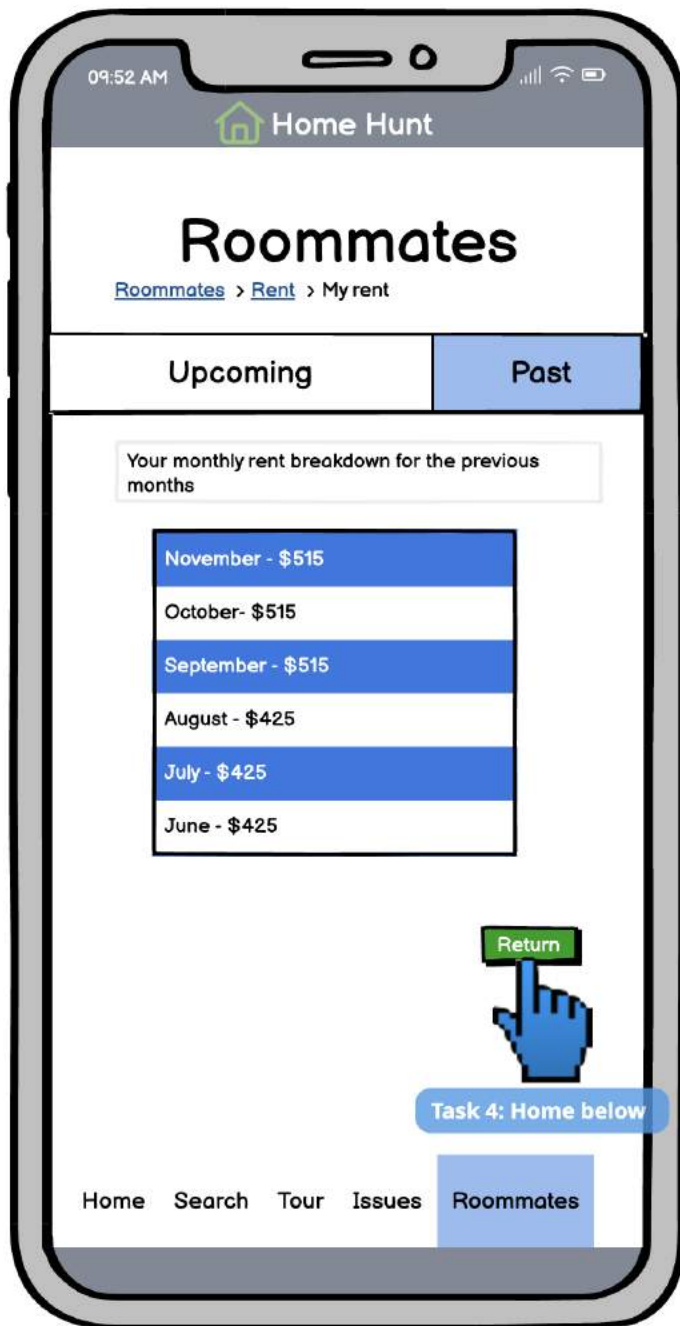 09:52 AM
Home Hunt
Roommates
Roommates > Rent > My rent
Upcoming Past
Your monthly rent breakdown for the previous
months
November - $515
October- $515
September - $515
August - $425
July - $425
June - $425
Return
Task 4: Home below
Home Search Tour Issues Roommates